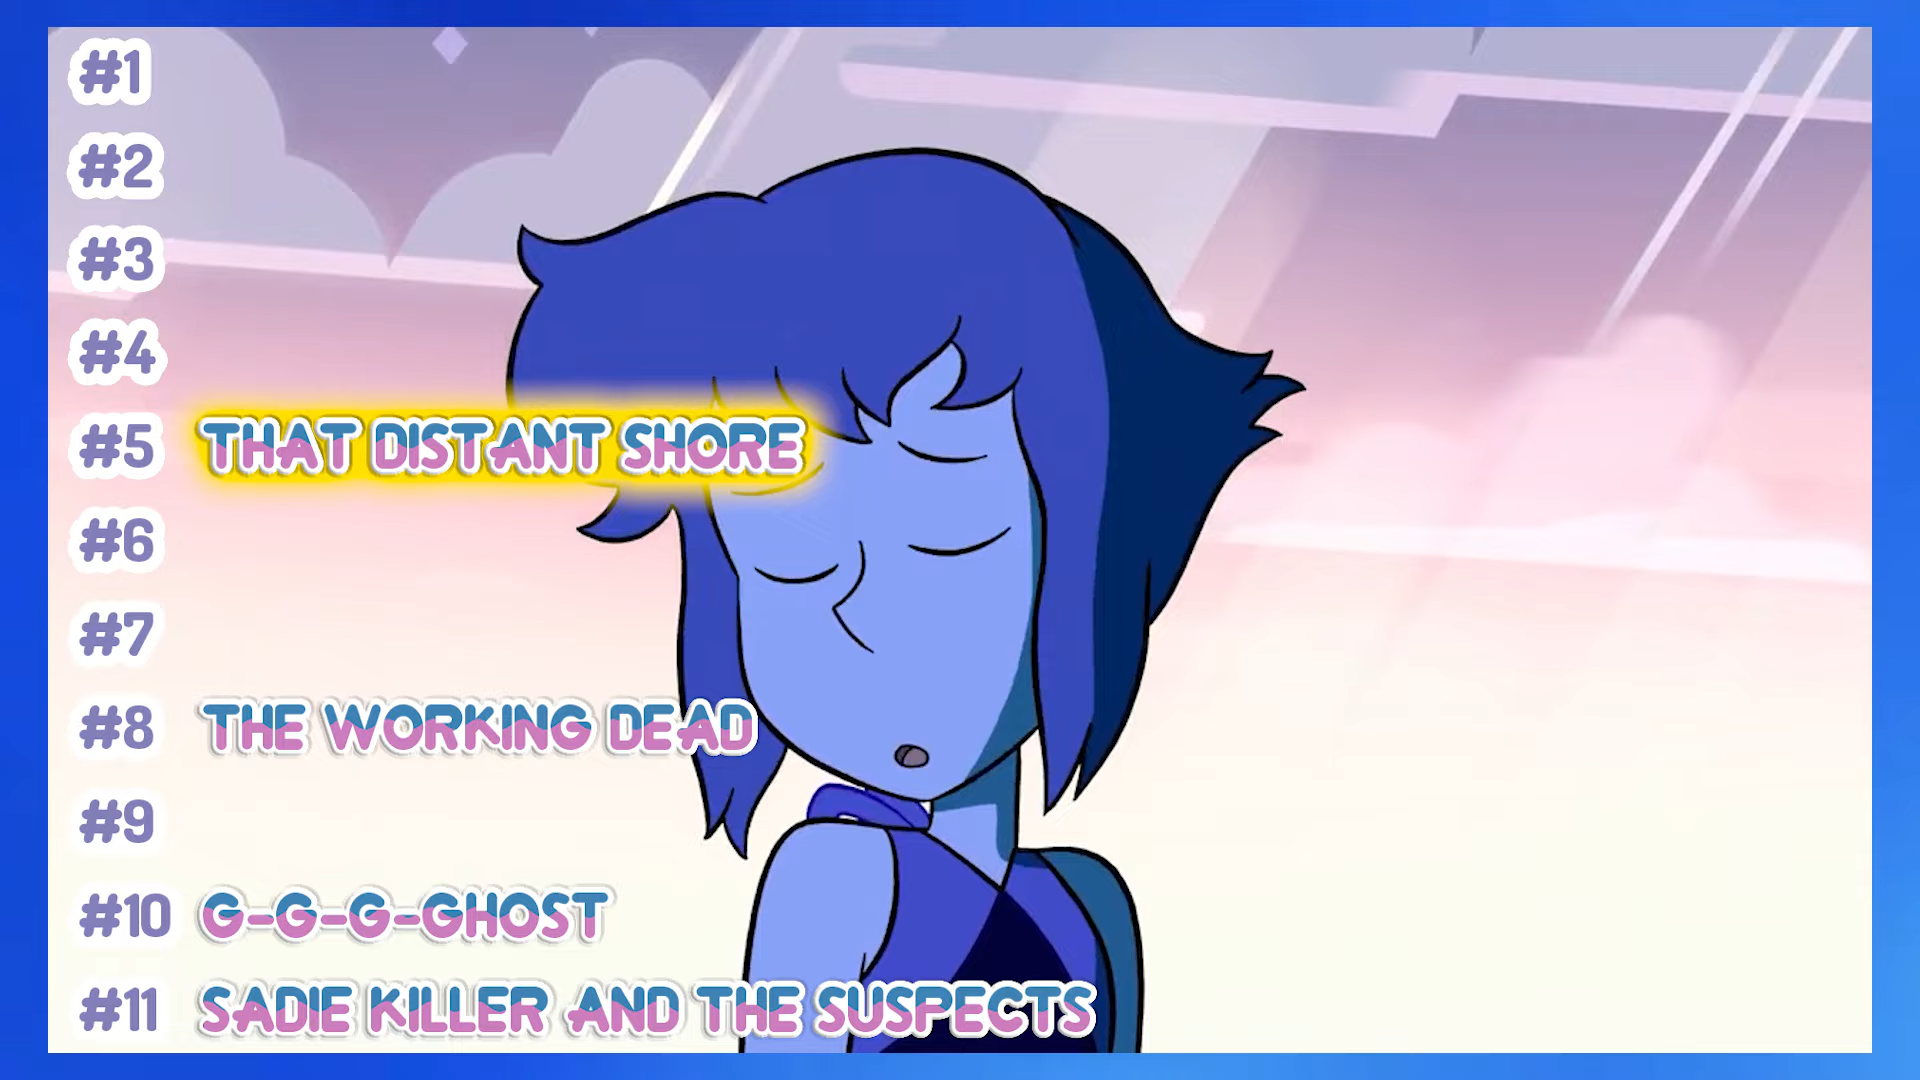 #1
#2
#3
#4
#5 THAT DISTANT SHORE
#6
#7
#8 THE WORKING DEAD
#9
#10 G-G-G-GHOST
#11 SADIE KILLER AND THE SUSPECTS